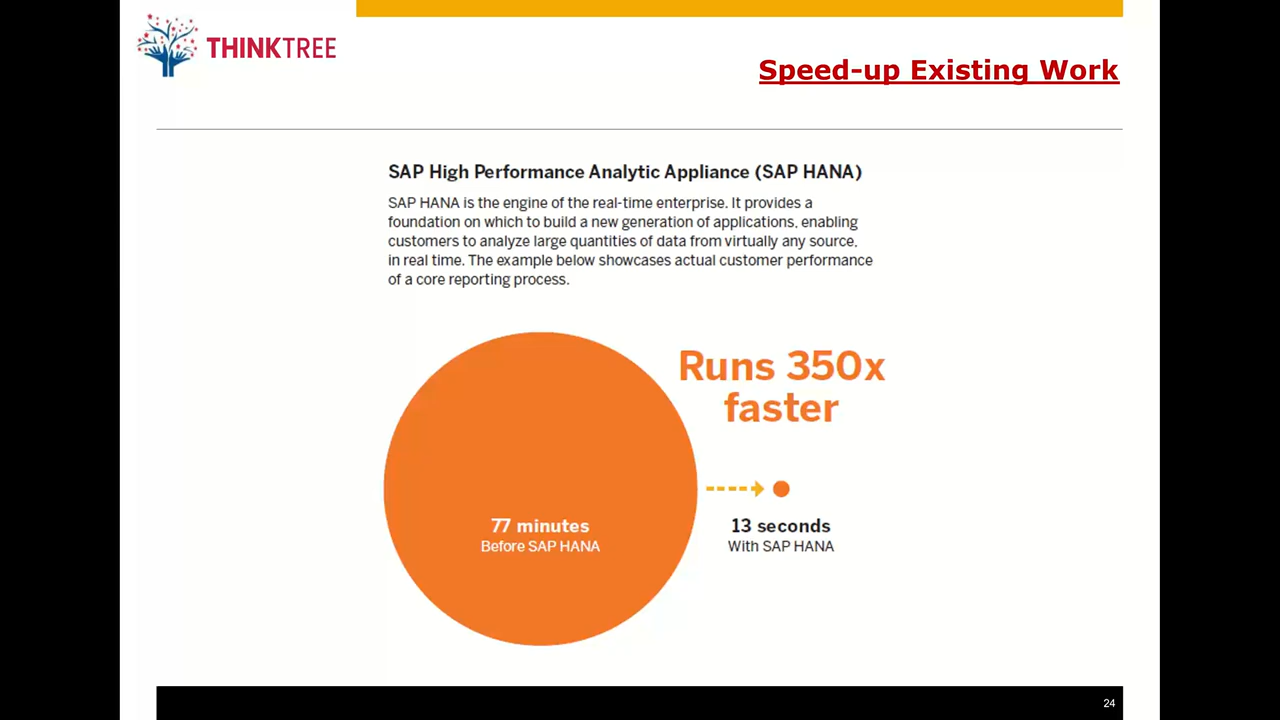 THINKTREE
Speed-up Existing Work
SAP High Performance Analytic Appliance (SAP HANA)
SAP HANA is the engine of the real-time enterprise. It provides a
foundation on which to build a new generation of applications, enabling
customers to analyze large quantities of data from virtually any source,
in real time. The example below showcases actual customer performance
of a core reporting process.
Runs 350x
faster
77 minutes
Before SAP HANA
13 seconds
With SAP HANA
24